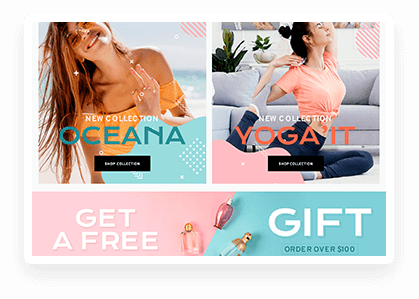 NEW COLLECTION
OCEANA
SHOP COLLECTION
NEW COLLECTION
YOGA'IT
SHOP COLLECTION
GET
A FREE
GIFT
ORDER OVER $100